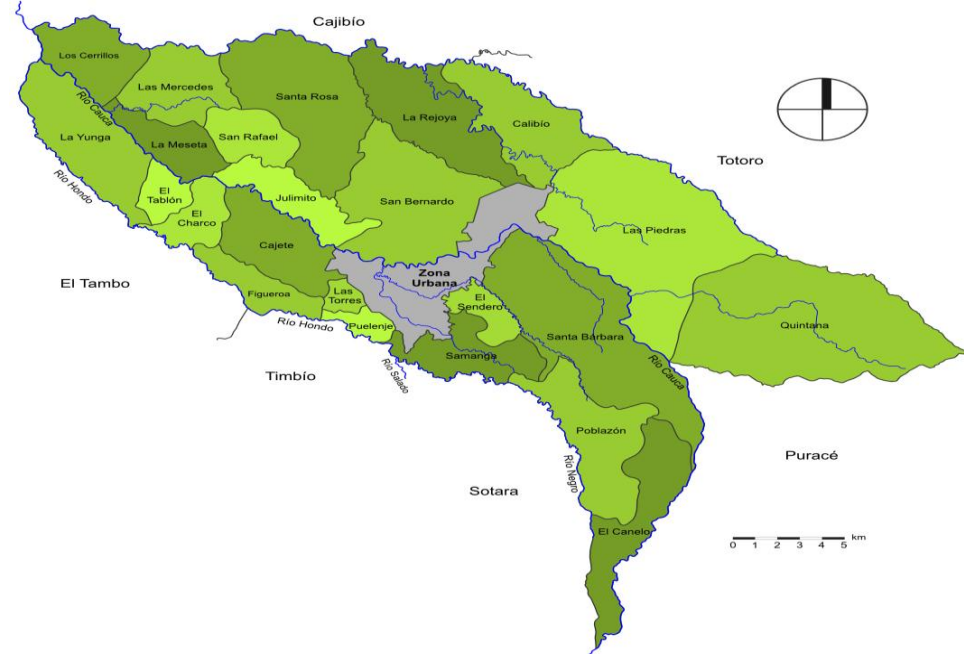 Cajibío
Los Cerrillos
Las Mercedes
Santa Rosa
Río Cauca
La Rejoya
Calibío
La Yunga
La Meseta
San Rafael
Totoro
Río Hondo
El
Tablón
Julimito
San Bernardo
El
Charco
Las Piedras
Cajete
El Tambo
Zona
Urbana
Figueroa
Las
Torres
El
Sendero
Río Hondo
Puelenje
Santa Bárbara
Quintana
Samanga
Río Salado
Río Cauca
Timbío
Poblazón
Puracé
Río Negro
Sotara
El Canelo
km
0 1 2 3 4 5